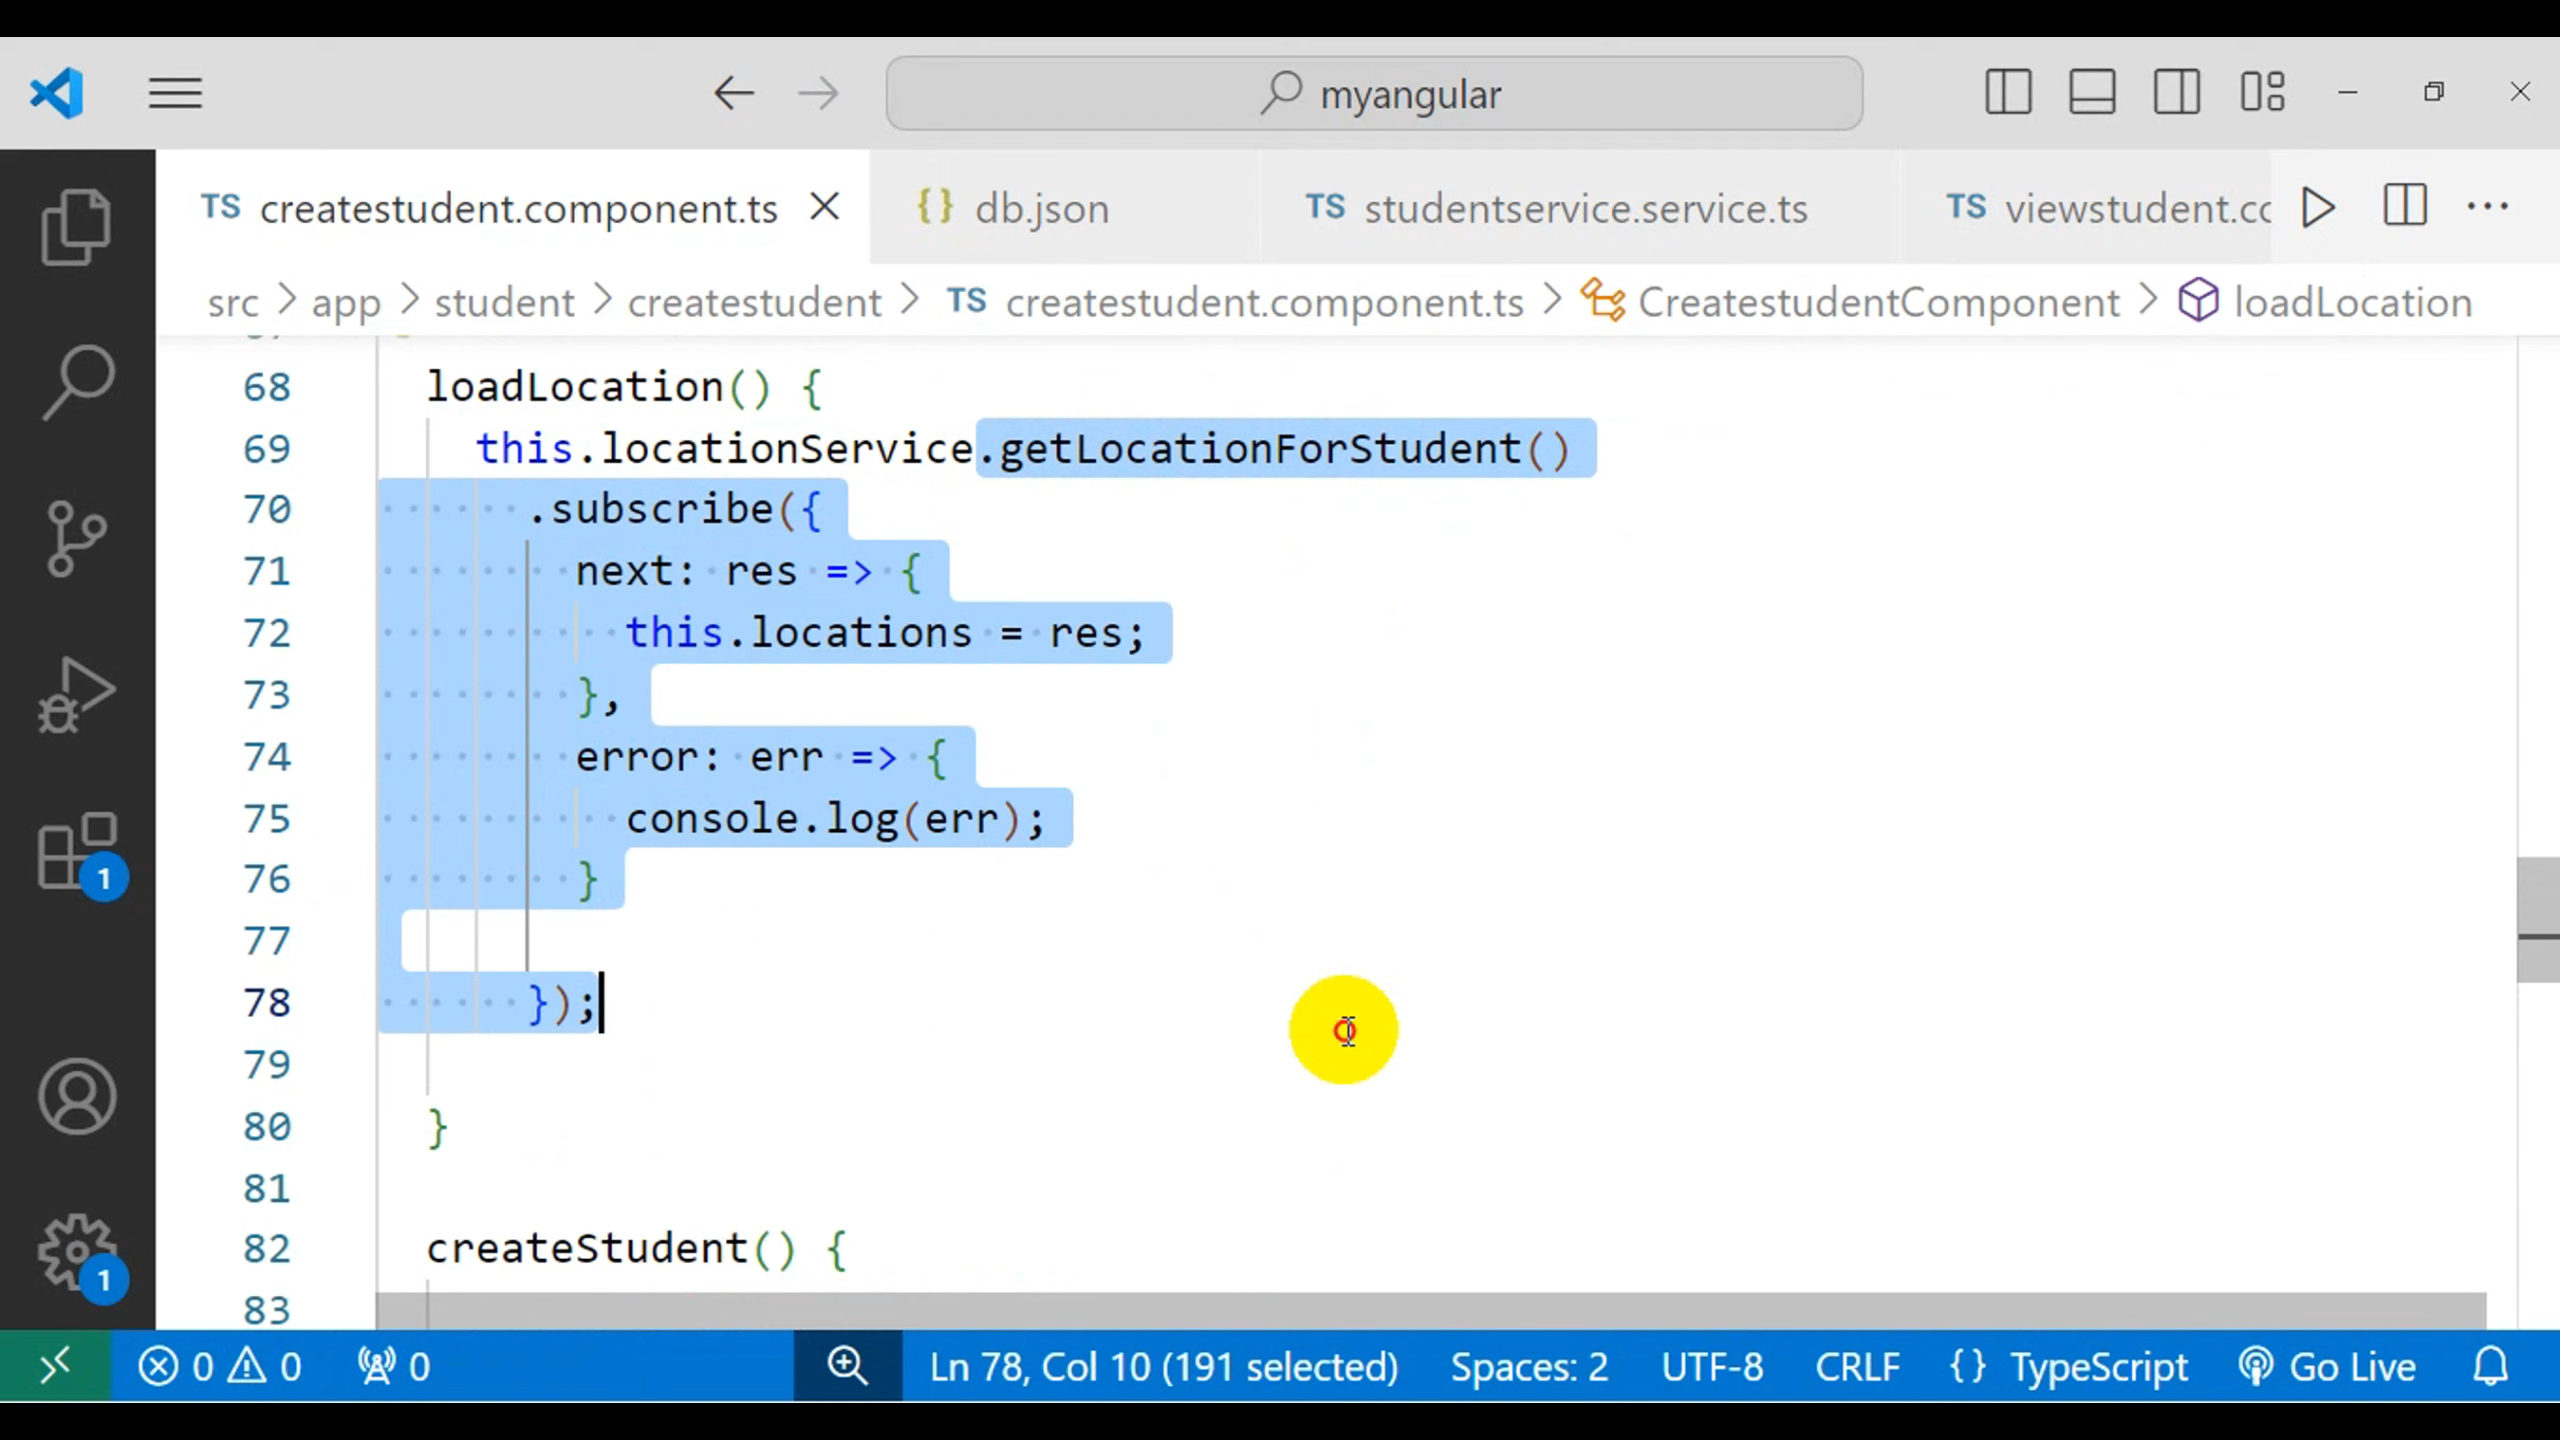 myangular
TS createstudent.component.ts
{} db.json
TS studentservice.service.ts
TS viewstudent.cc
src > app > student > createstudent > TS createstudent.component.ts > CreatestudentComponent > loadLocation
68 loadLocation() {
69 this.locationService.getLocationForStudent()
70 .subscribe({
71 next: res => {
72 this.locations = res;
73 },
74 error: err => {
75 console.log(err);
76 }
77
78 });
79
80 }
81
82 createStudent() {
83
1
1
0 0 0 Ln 78, Col 10 (191 selected) Spaces: 2 UTF-8 CRLF {} TypeScript Go Live